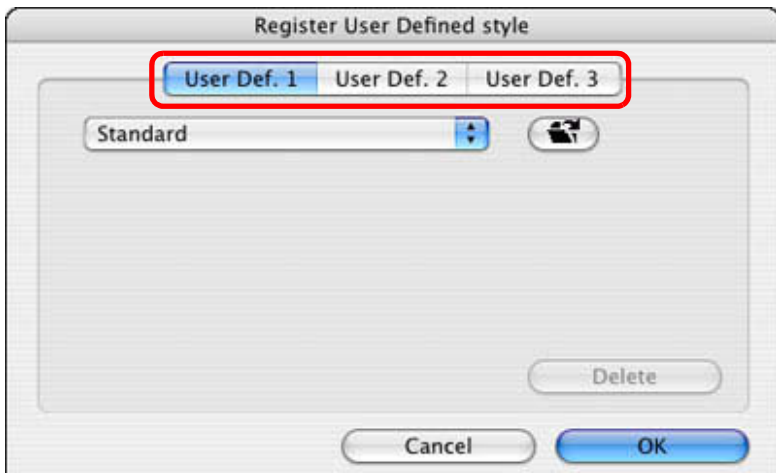 Register User Defined style
User Def. 1 User Def. 2 User Def. 3
Standard
Delete
Cancel OK